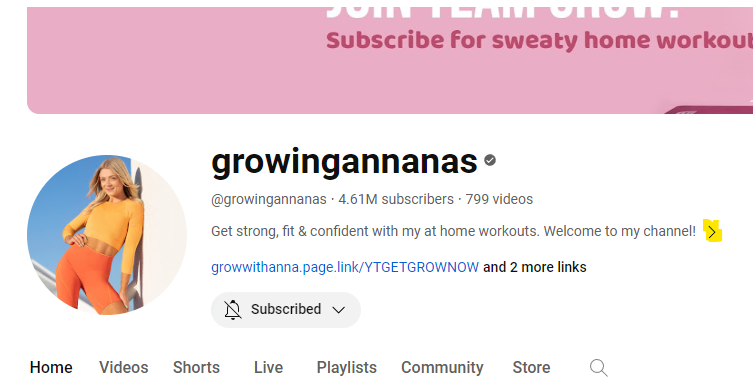 JOIN TEAM GROW!
Subscribe for sweaty home workout
growingannanas
@growingannanas · 4.61M subscribers · 799 videos
Get strong, fit & confident with my at home workouts. Welcome to my channel!
growwithanna.page.link/YTGETGROWNOW and 2 more links
Subscribed
Home Videos Shorts Live Playlists Community Store